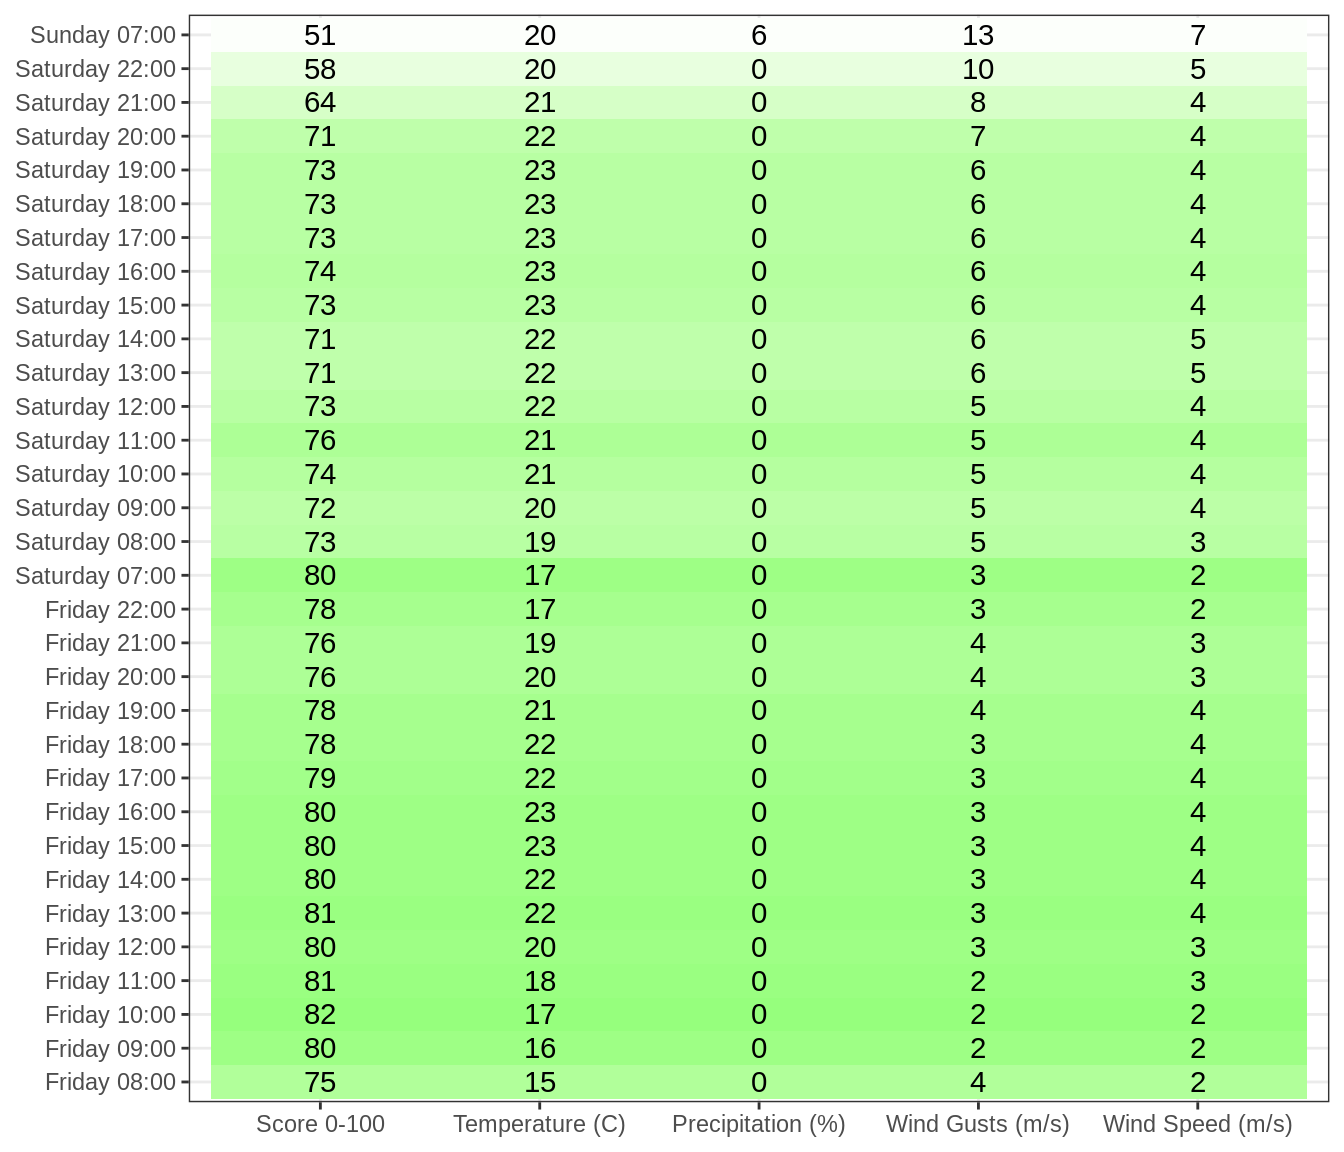 Sunday 07:00 51 20 6 13 7
Saturday 22:00 58 20 0 10 5
Saturday 21:00 64 21 0 8 4
Saturday 20:00 71 22 0 7 4
Saturday 19:00 73 23 0 6 4
Saturday 18:00 73 23 0 6 4
Saturday 17:00 73 23 0 6 4
Saturday 16:00 74 23 0 6 4
Saturday 15:00 73 23 0 6 4
Saturday 14:00 71 22 0 6 5
Saturday 13:00 71 22 0 6 5
Saturday 12:00 73 22 0 5 4
Saturday 11:00 76 21 0 5 4
Saturday 10:00 74 21 0 5 4
Saturday 09:00 72 20 0 5 4
Saturday 08:00 73 19 0 5 3
Saturday 07:00 80 17 0 3 2
Friday 22:00 78 17 0 3 2
Friday 21:00 76 19 0 4 3
Friday 20:00 76 20 0 4 3
Friday 19:00 78 21 0 4 4
Friday 18:00 78 22 0 3 4
Friday 17:00 79 22 0 3 4
Friday 16:00 80 23 0 3 4
Friday 15:00 80 23 0 3 4
Friday 14:00 80 22 0 3 4
Friday 13:00 81 22 0 3 4
Friday 12:00 80 20 0 3 3
Friday 11:00 81 18 0 2 3
Friday 10:00 82 17 0 2 2
Friday 09:00 80 16 0 2 2
Friday 08:00 75 15 0 4 2
Score 0-100 Temperature (C) Precipitation (%) Wind Gusts (m/s) Wind Speed (m/s)